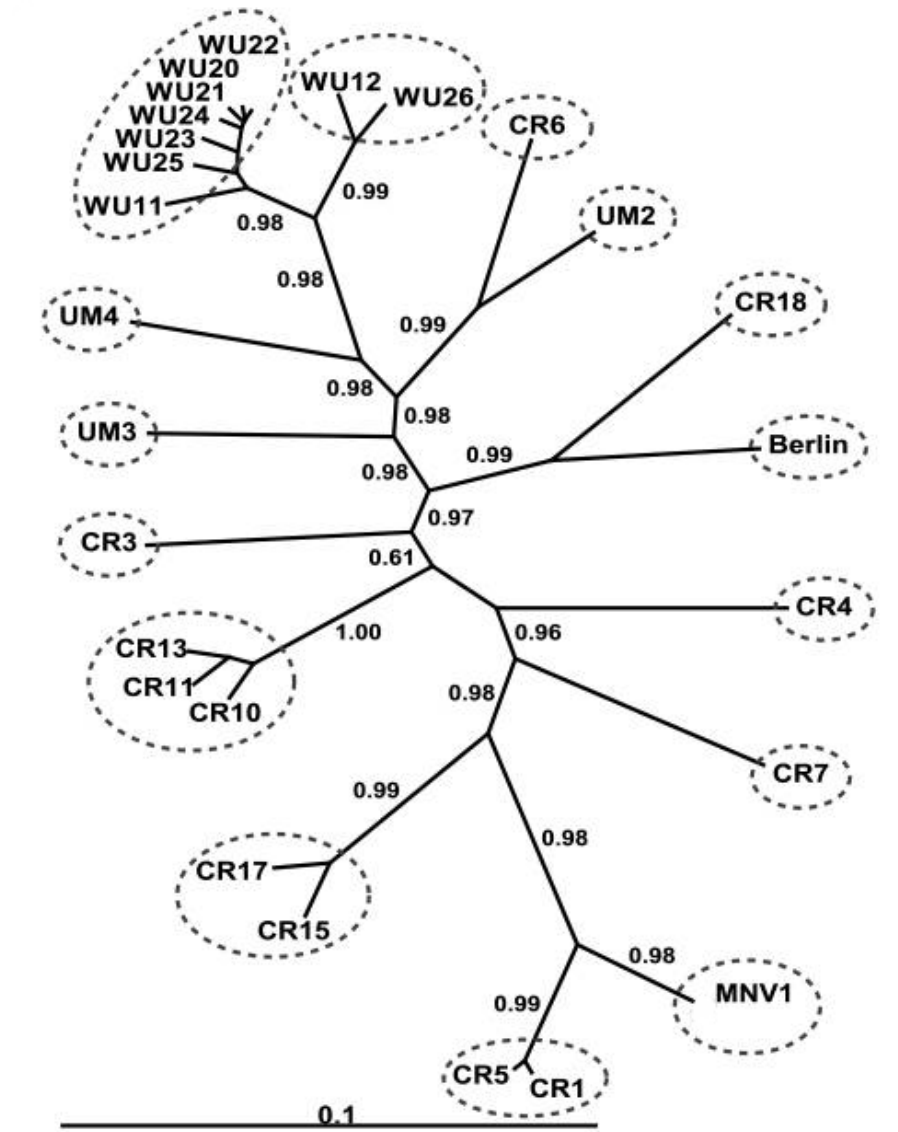 WU22
WU20
WU21
WU24
WU23
WU25
WU11
WU12
WU26
CR6
0.99
0.98
UM2
0.98
CR18
UM4
0.99
0.98
0.98
UM3
Berlin
0.99
0.98
0.97
CR3
0.61
CR4
1.00
0.96
CR13
CR11
CR10
0.98
CR7
0.99
0.98
CR17
CR15
0.98
MNV1
0.99
CR5
CR1
0.1